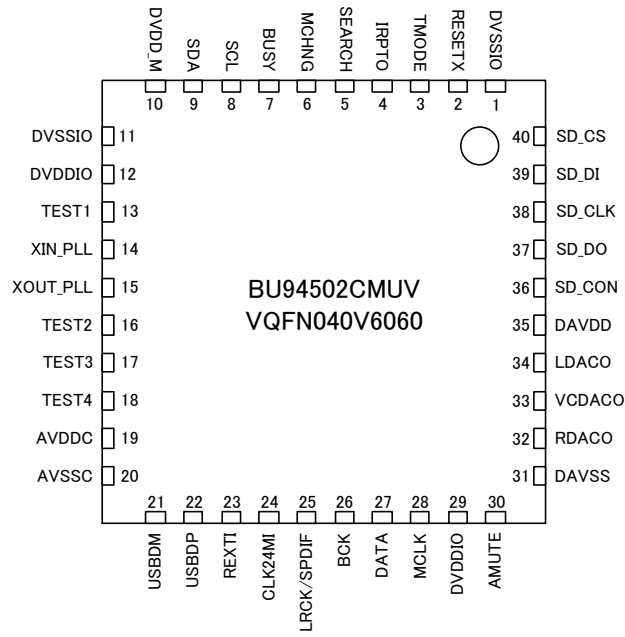 DVDD_M
SDA
SCL
BUSY
MCHNG
SEARCH
IRPTO
TMODE
RESETX
DVSSIO
10
9
8
7
6
5
4
3
2
1
DVSSIO 11
DVDDIO 12
TEST1 13
XIN_PLL 14
XOUT_PLL 15
TEST2 16
TEST3 17
TEST4 18
AVDDC 19
AVSSC 20
BU94502CMUV
VQFN040V6060
40 SD_CS
39 SD_DI
38 SD_CLK
37 SD_DO
36 SD_CON
35 DAVDD
34 LDACO
33 VCDACO
32 RDACO
31 DAVSS
21
22
23
24
25
26
27
28
29
30
USBDM
USBDP
REXTI
CLK24MI
LRCK/SPDIF
BCK
DATA
MCLK
DVDDIO
AMUTE